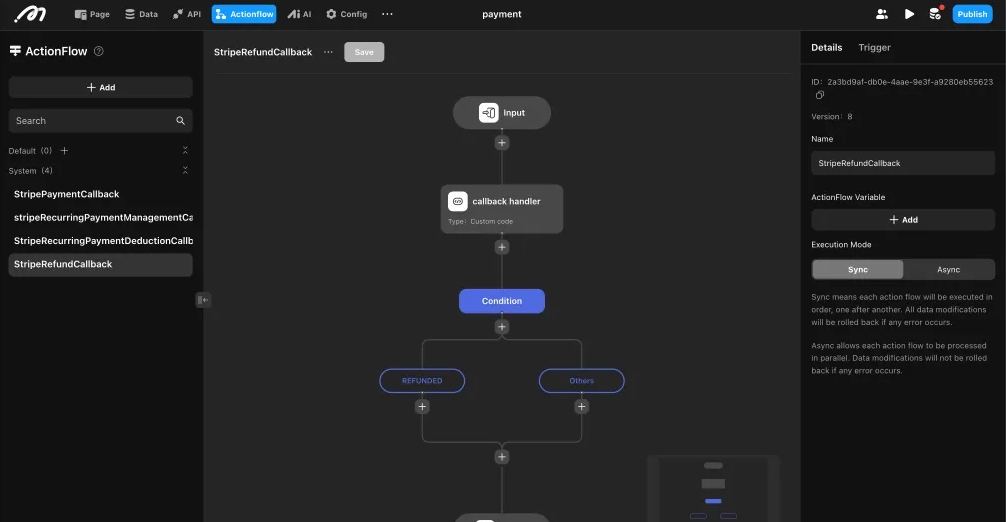 Page
Data
API
Actionflow
AI
Config
payment
Publish
ActionFlow
Add
Search
Default (0)
System (4)
StripePaymentCallback
stripeRecurringPaymentManagementCa
StripeRecurringPaymentDeductionCallb
StripeRefundCallback
StripeRefundCallback
Save
Input
callback handler
Type: Custom code
Condition
REFUNDED
Others
Details
Trigger
ID: 2a3bd9af-db0e-4aae-9e3f-a9280eb55623
Version: 8
Name
StripeRefundCallback
ActionFlow Variable
Add
Execution Mode
Sync
Async
Sync means each action flow will be executed in
order, one after another. All data modifications
will be rolled back if any error occurs.
Async allows each action flow to be processed
in parallel. Data modifications will not be rolled
back if any error occurs.